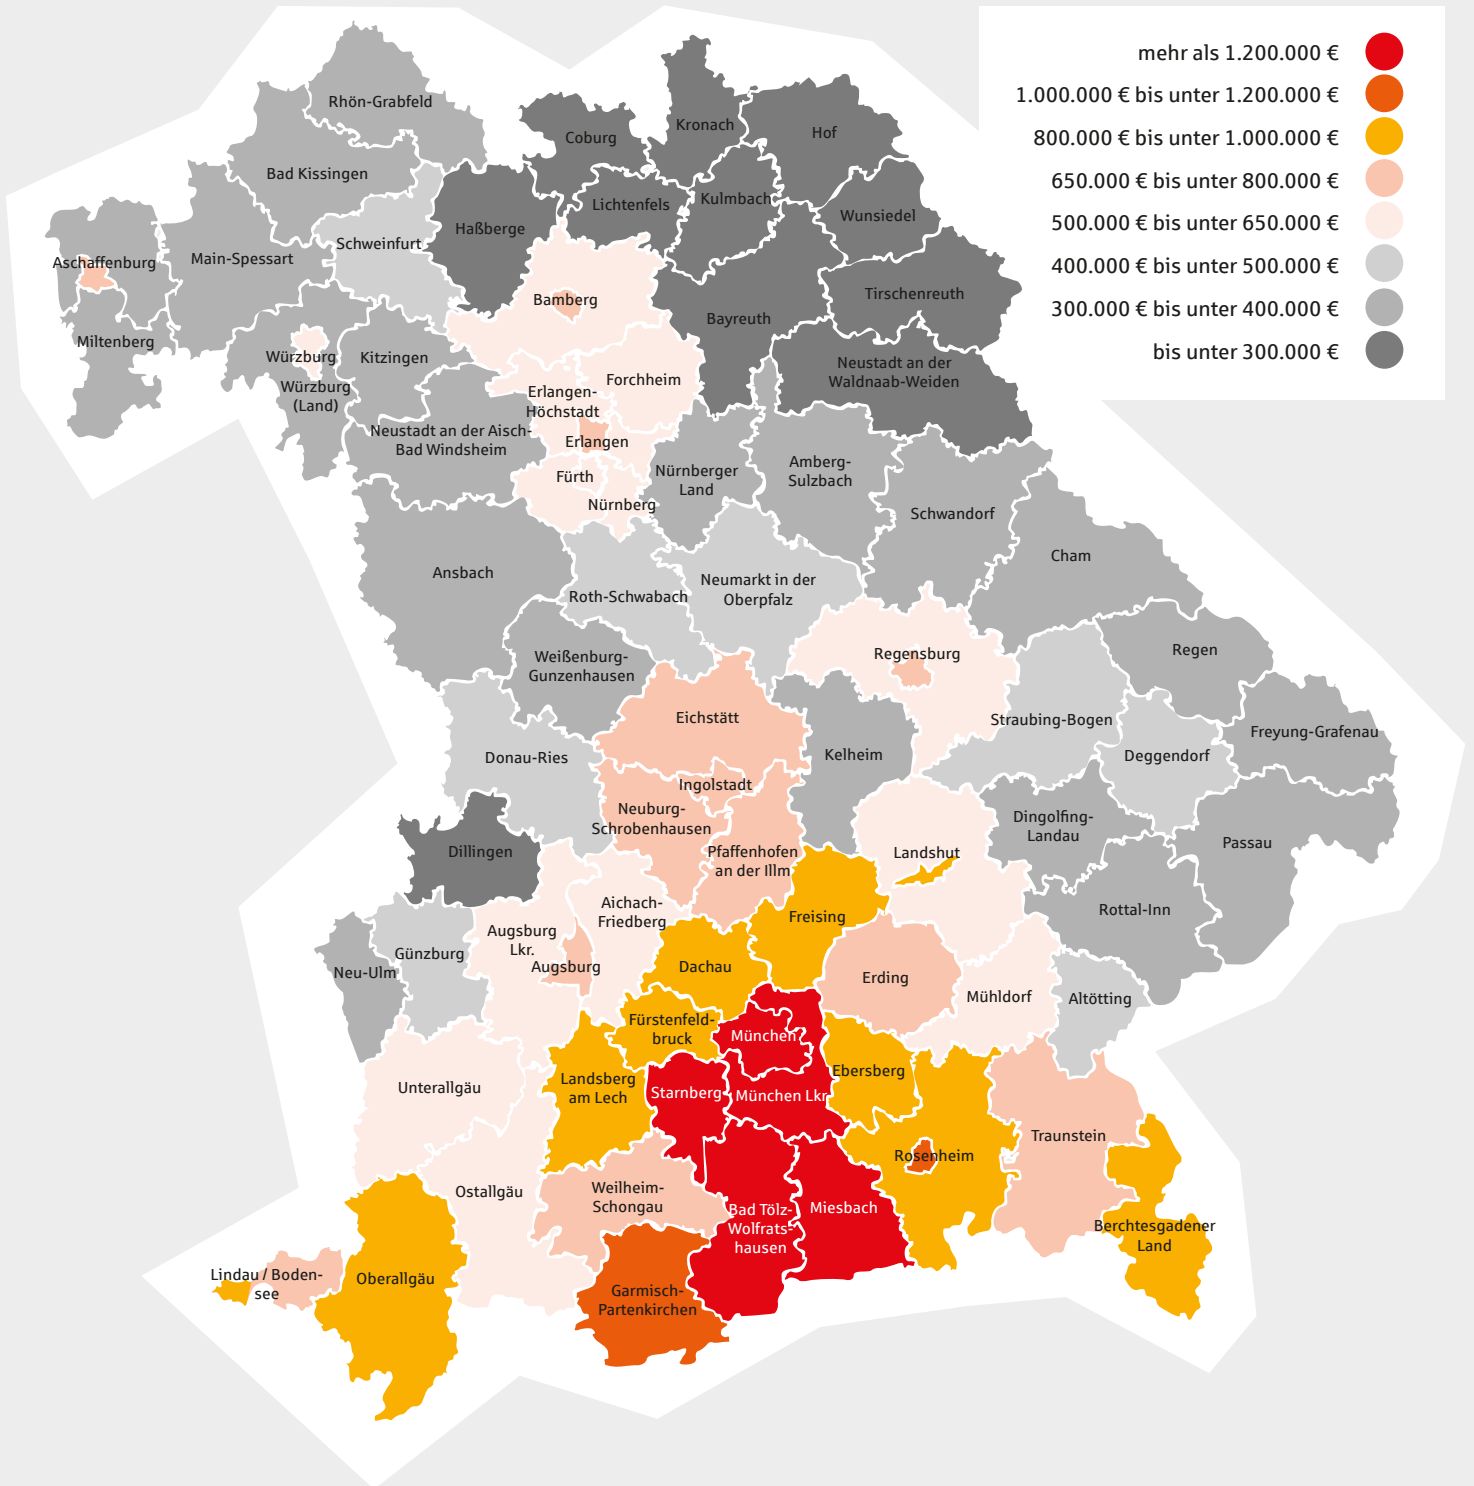 mehr als 1.200.000 €
1.000.000 € bis unter 1.200.000 €
800.000 € bis unter 1.000.000 €
650.000 € bis unter 800.000 €
500.000 € bis unter 650.000 €
400.000 € bis unter 500.000 €
300.000 € bis unter 400.000 €
bis unter 300.000 €
Rhön-Grabfeld
Bad Kissingen
Coburg
Kronach
Hof
Lichtenfels
Kulmbach
Wunsiedel
Haßberge
Schweinfurt
Main-Spessart
Aschaffenburg
Miltenberg
Würzburg
Würzburg
(Land)
Kitzingen
Bamberg
Bayreuth
Tirschenreuth
Neustadt an der
Waldnaab-Weiden
Forchheim
Erlangen-
Höchstadt
Erlangen
Neustadt an der Aisch-
Bad Windsheim
Fürth
Nürnberg
Nürnberger
Land
Amberg-
Sulzbach
Schwandorf
Cham
Ansbach
Roth-Schwabach
Neumarkt in der
Oberpfalz
Weißenburg-
Gunzenhausen
Regensburg
Regen
Straubing-Bogen
Freyung-Grafenau
Deggendorf
Eichstätt
Donau-Ries
Kelheim
Ingolstadt
Neuburg-
Schrobenhausen
Pfaffenhofen
an der Illm
Dingolfing-
Landau
Passau
Landshut
Dillingen
Rottal-Inn
Aichach-
Friedberg
Augsburg
Lkr.
Augsburg
Günzburg
Neu-Ulm
Freising
Dachau
Erding
Mühldorf
Altötting
Fürstenfeld-
bruck
München
Ebersberg
Landsberg
am Lech
Starnberg
München Lkr
Unterallgäu
Traunstein
Rosenheim
Ostallgäu
Weilheim-
Schongau
Bad Tölz-
Wolfrats-
hausen
Miesbach
Berchtesgadener
Land
Lindau / Boden-
see
Oberallgäu
Garmisch-
Partenkirchen